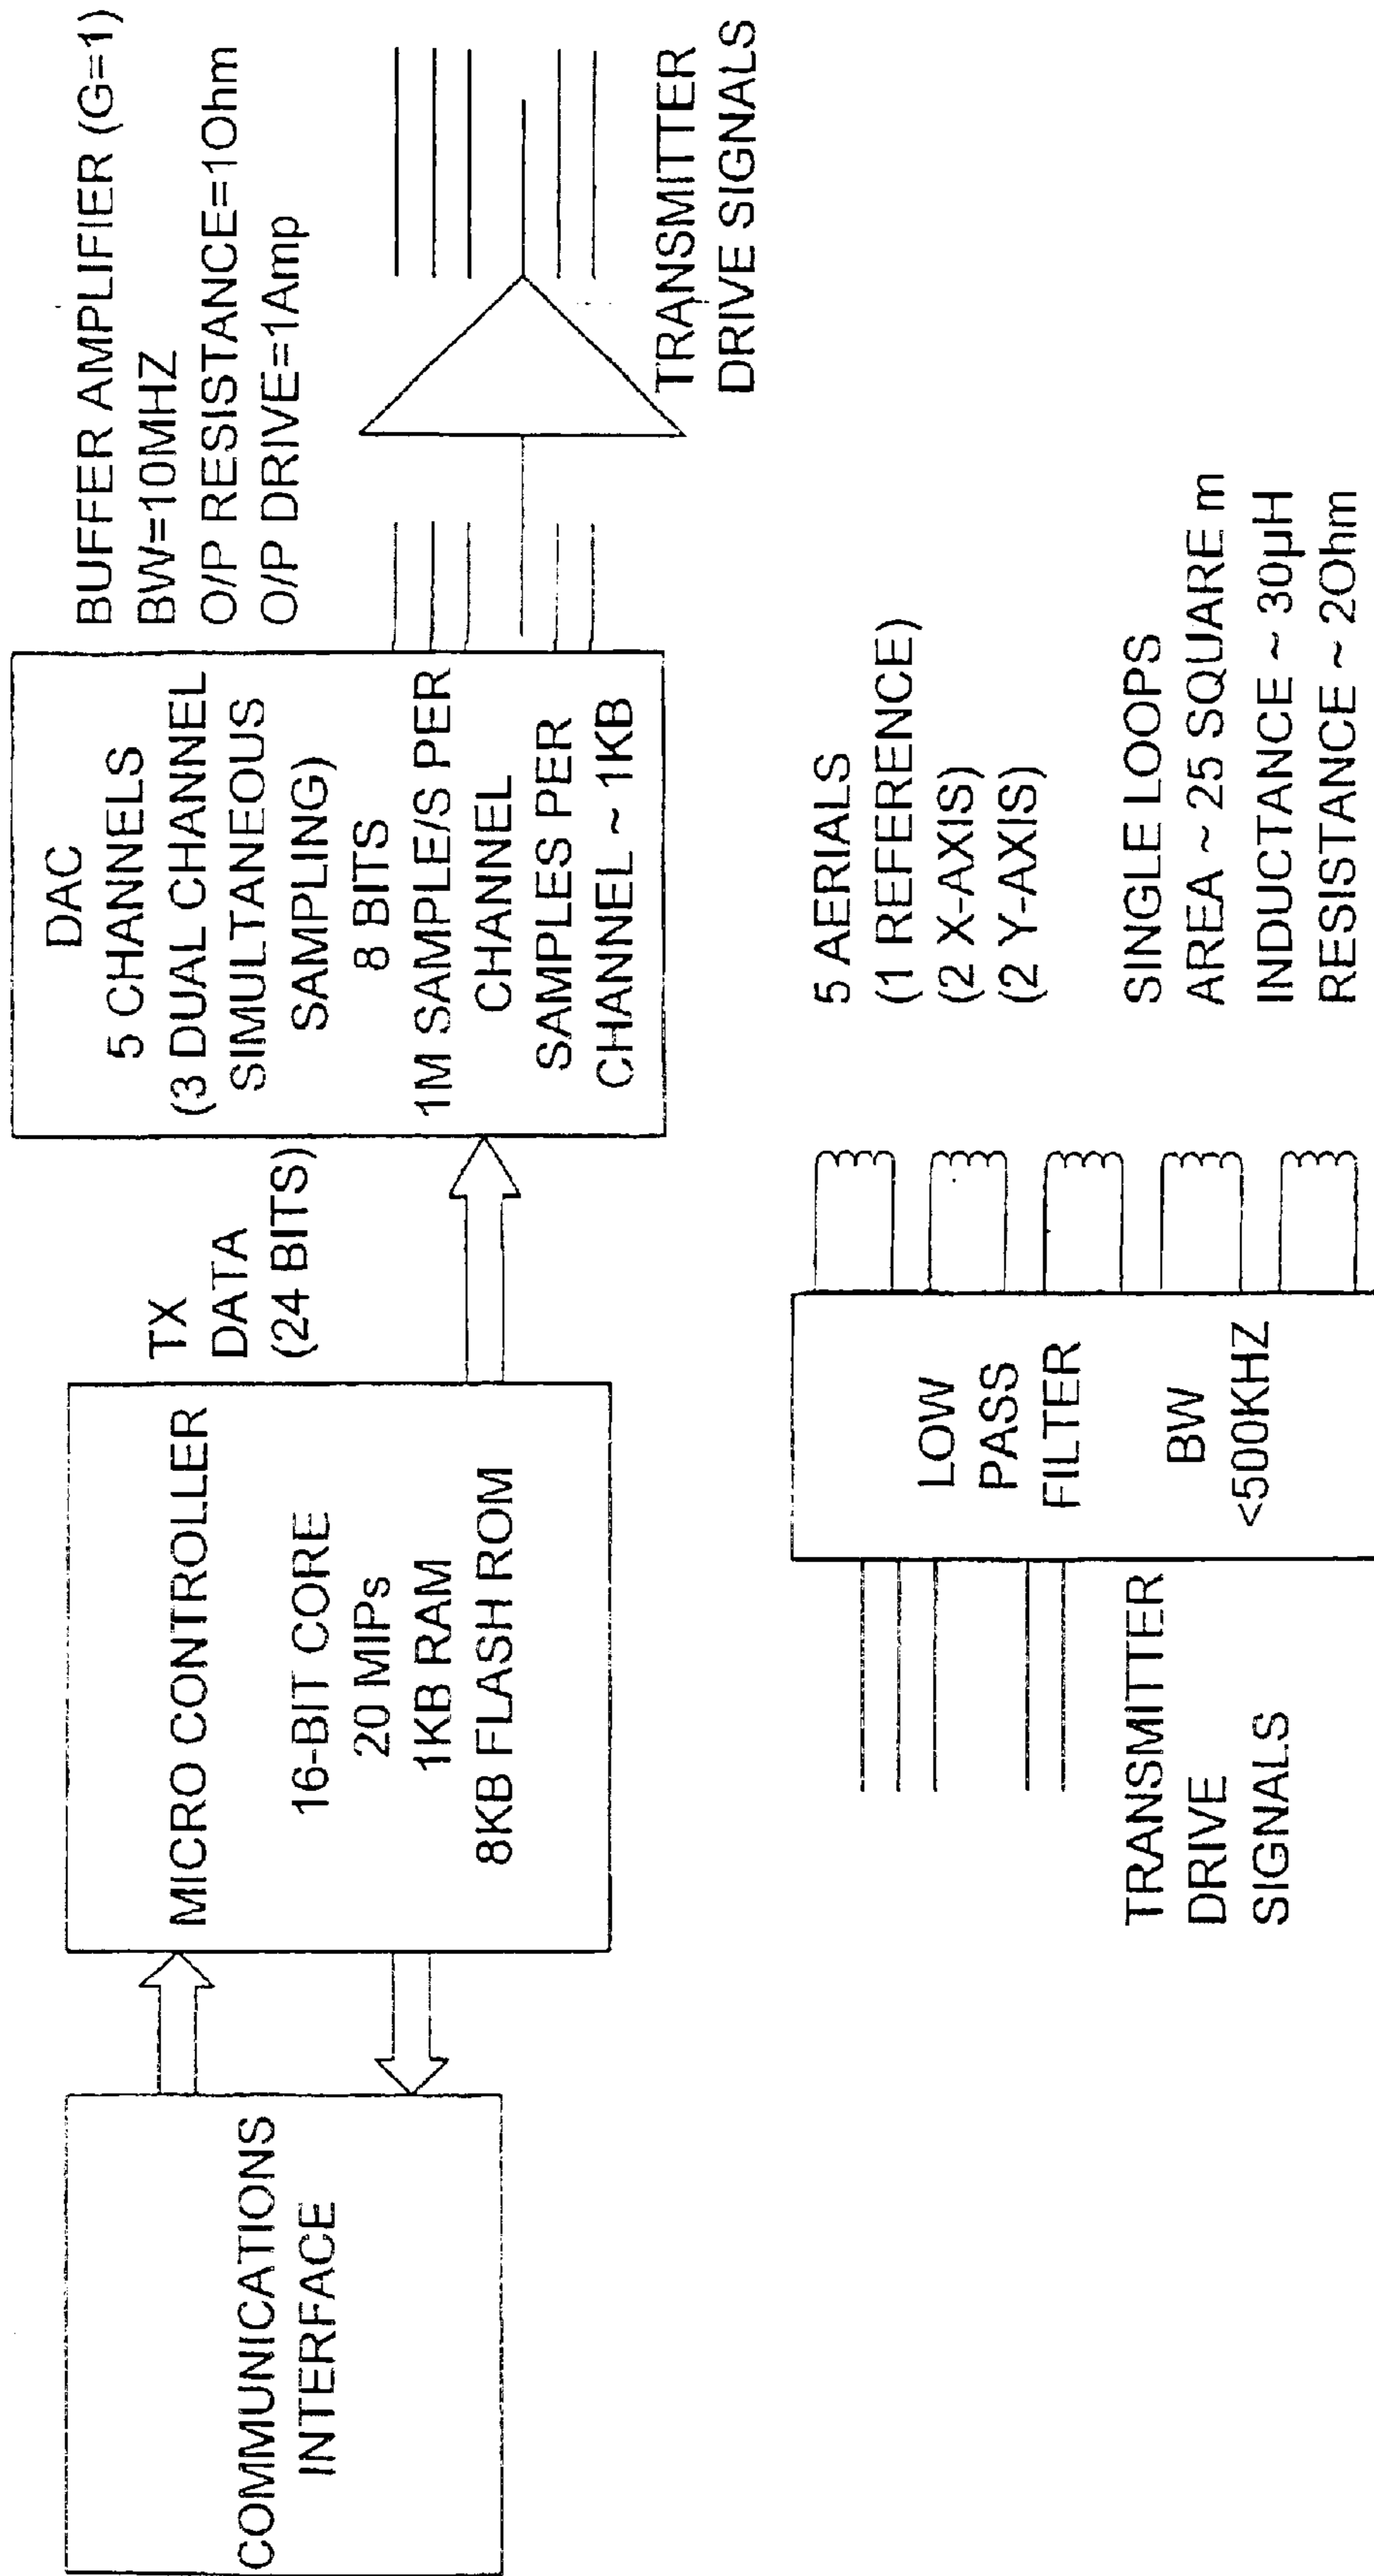 COMMUNICATIONS
INTERFACE
MICRO CONTROLLER
16-BIT CORE
20 MIPs
1KB RAM
8KB FLASH ROM
TX
DATA
(24 BITS)
DAC
5 CHANNELS
(3 DUAL CHANNEL
SIMULTANEOUS
SAMPLING)
8 BITS
1M SAMPLE/S PER
CHANNEL
SAMPLES PER
CHANNEL ~ 1KB
BUFFER AMPLIFIER (G=1)
BW=10MHZ
O/P RESISTANCE=1Ohm
O/P DRIVE=1Amp
TRANSMITTER
DRIVE SIGNALS
TRANSMITTER
DRIVE
SIGNALS
LOW
PASS
FILTER
BW
<500KHZ
5 AERIALS
(1 REFERENCE)
(2 X-AXIS)
(2 Y-AXIS)
SINGLE LOOPS
AREA ~ 25 SQUARE m
INDUCTANCE ~ 30µH
RESISTANCE ~ 2Ohm